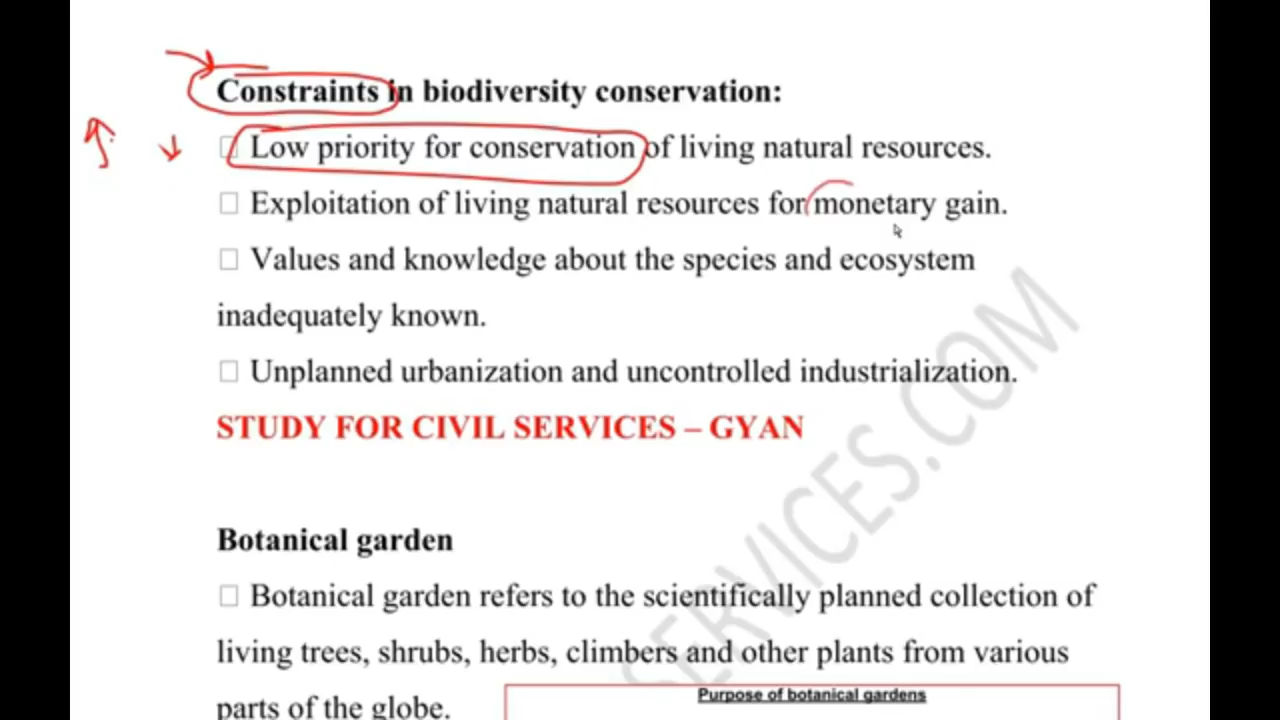 Constraints in biodiversity conservation:
□ Low priority for conservation of living natural resources.
□ Exploitation of living natural resources for monetary gain.
□ Values and knowledge about the species and ecosystem
inadequately known.
□ Unplanned urbanization and uncontrolled industrialization.
STUDY FOR CIVIL SERVICES – GYAN
Botanical garden
□ Botanical garden refers to the scientifically planned collection of
living trees, shrubs, herbs, climbers and other plants from various
parts of the globe.
Purpose of botanical gardens
SERVICES.COM